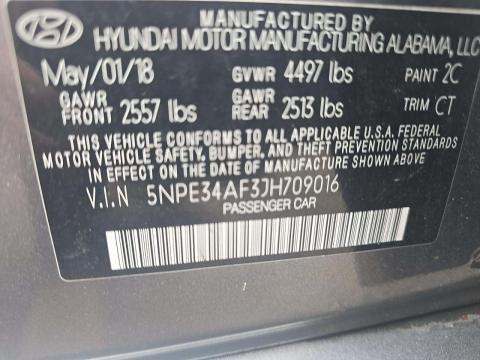 MANUFACTURED BY
HYUNDAI MOTOR MANUFACTURING ALABAMA, LLC
May/01/18 GVWR 4497 lbs PAINT 2C
GAWR FRONT 2557 lbs GAWR REAR 2513 lbs TRIM CT
THIS VEHICLE CONFORMS TO ALL APPLICABLE U.S.A. FEDERAL
MOTOR VEHICLE SAFETY, BUMPER, AND THEFT PREVENTION STANDARDS
IN EFFECT ON THE DATE OF MANUFACTURE SHOWN ABOVE.
V.I.N 5NPE34AF3JH709016
PASSENGER CAR